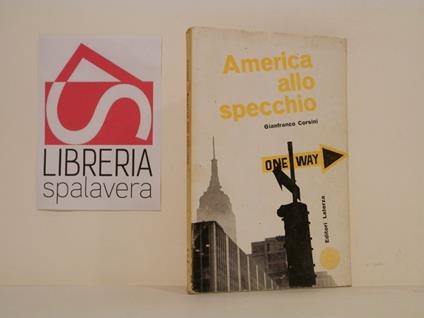 LIBRERIA
spalavera
America
allo
specchio
Gianfranco Corsini
ONE WAY
Editori Laterza